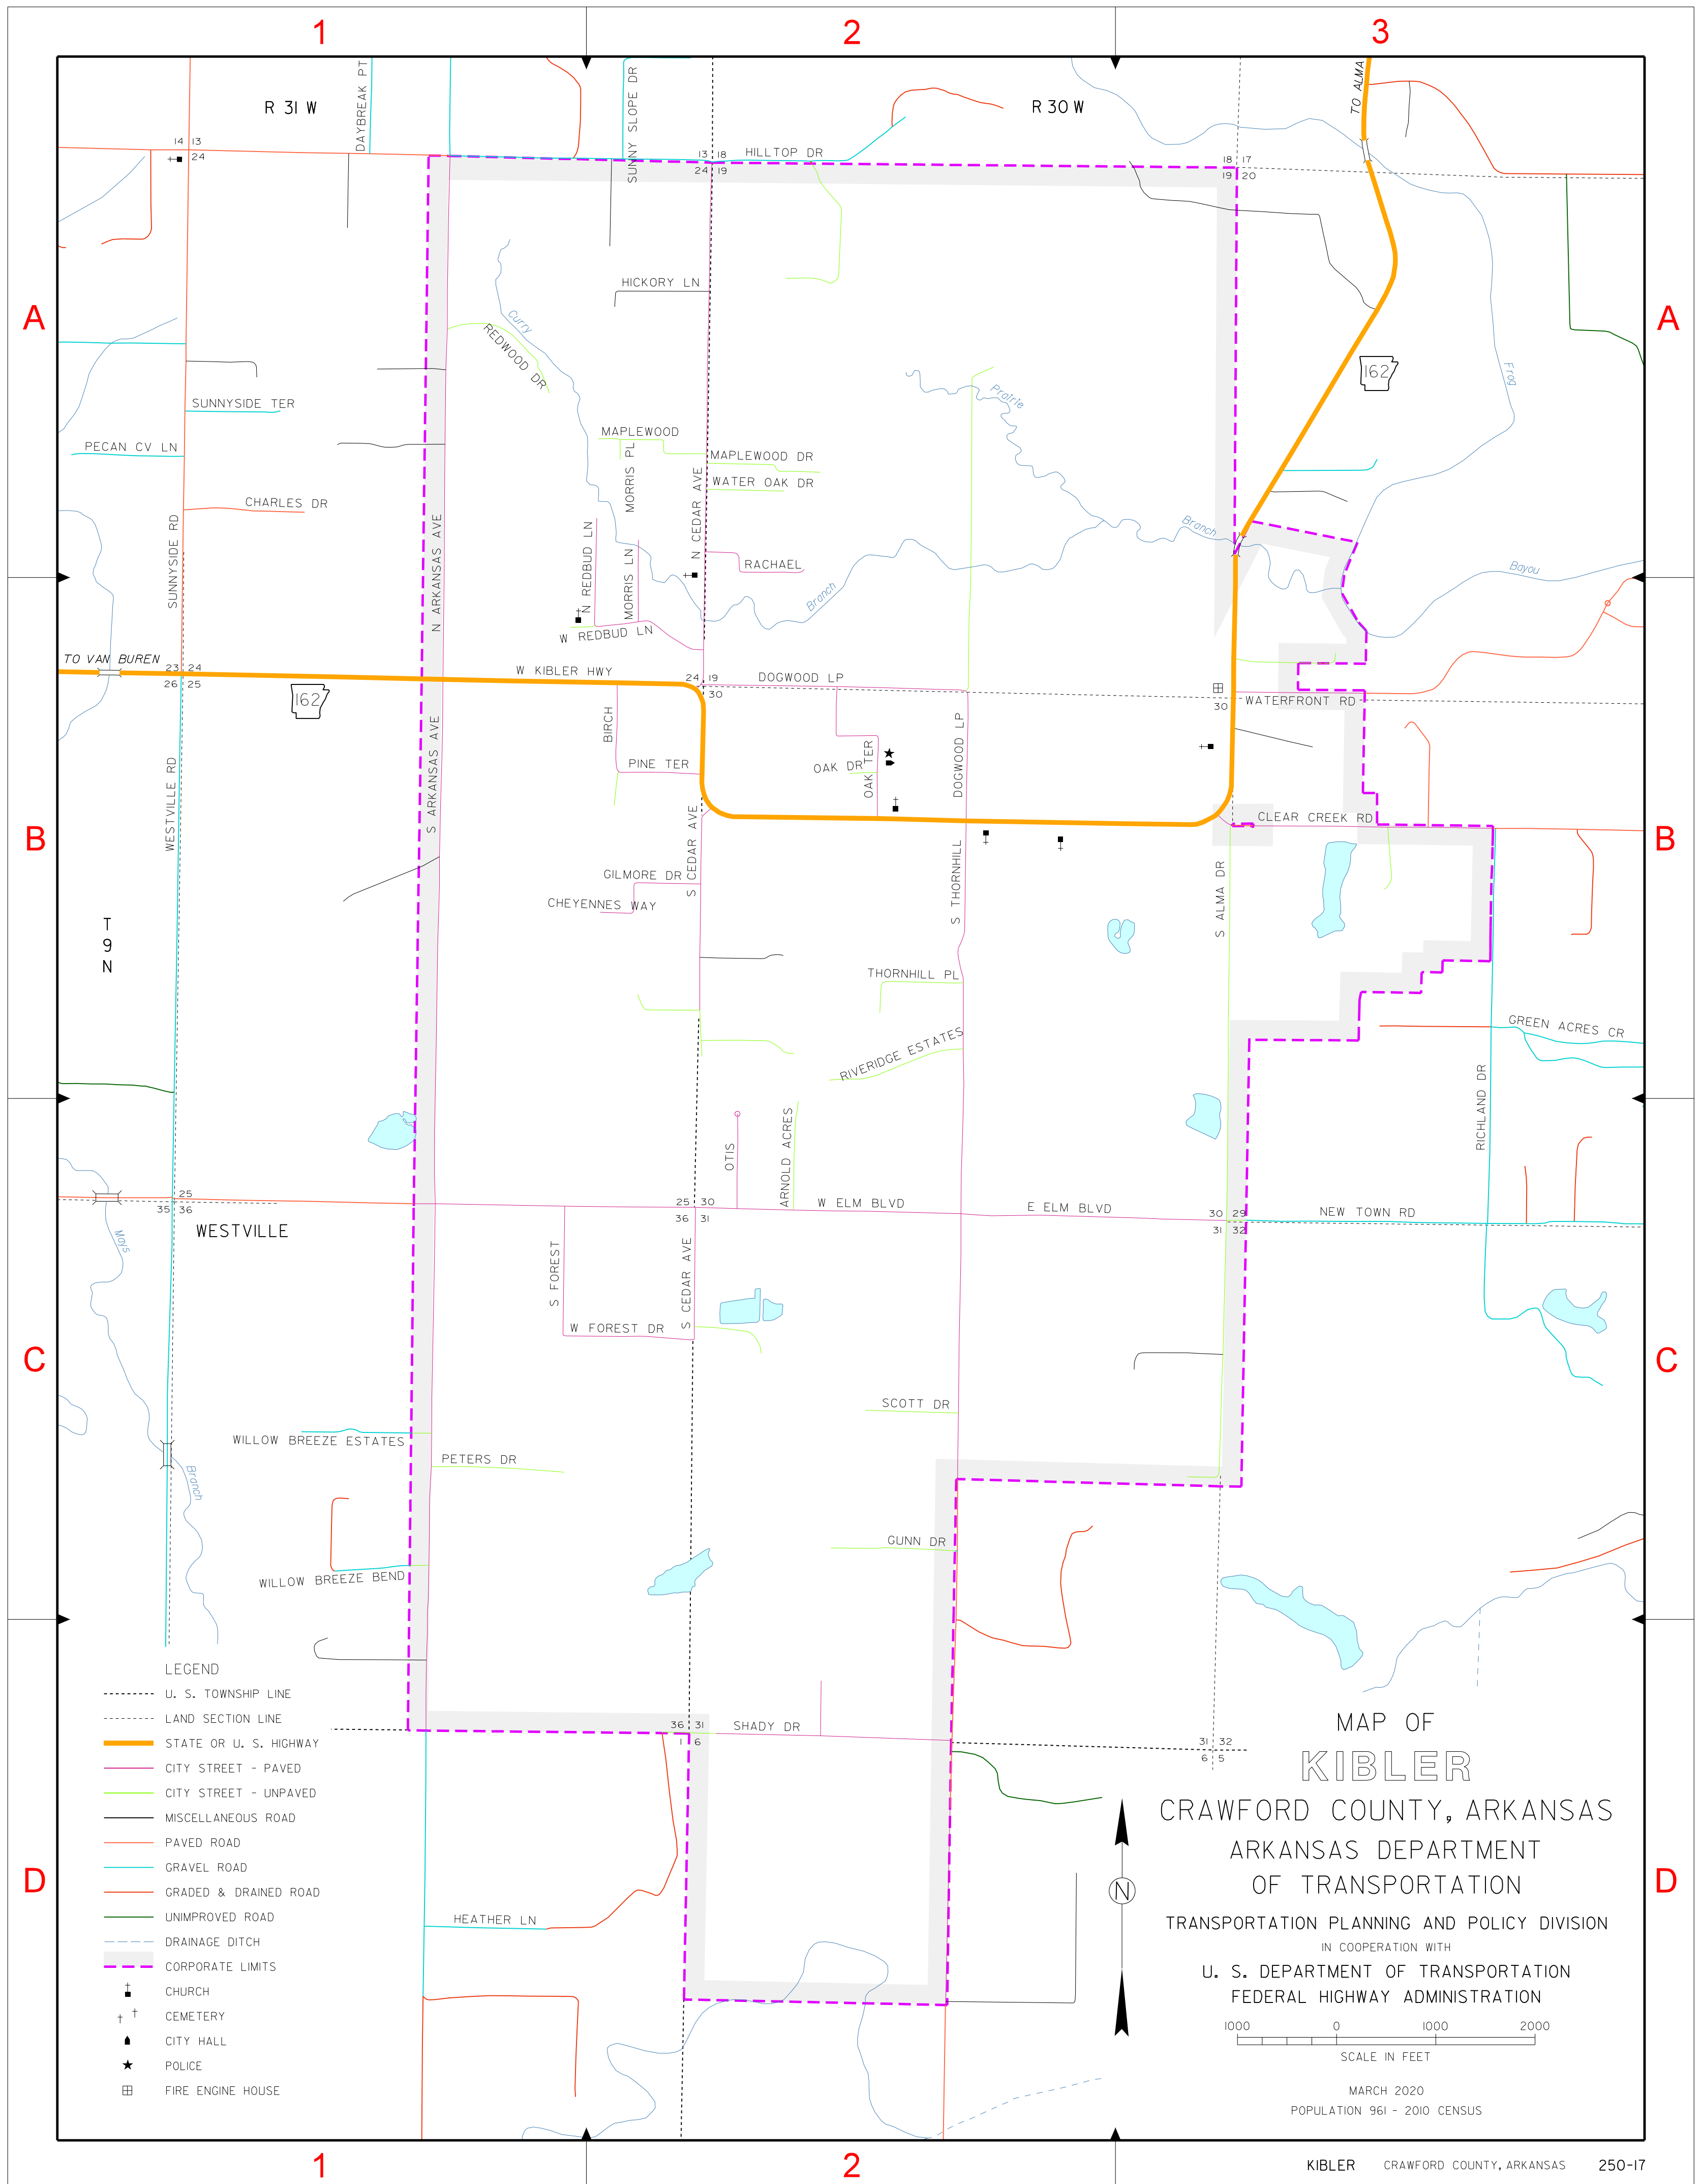 1
2
3
R 31 W
DAYBREAK PT
SUNNY SLOPE DR
R 30 W
TO ALMA
14 13
24
13 18
24 19
HILLTOP DR
18 17
19 20
A
A
HICKORY LN
Curry
REDWOOD DR
162
Frog
Prairie
SUNNYSIDE TER
PECAN CV LN
CHARLES DR
SUNNYSIDE RD
N ARKANSAS AVE
MAPLEWOOD
MORRIS PL
N CEDAR AVE
MAPLEWOOD DR
WATER OAK DR
Branch
N REDBUD LN
MORRIS LN
RACHAEL
Branch
Bayou
W REDBUD LN
TO VAN BUREN
23 24
26 25
162
W KIBLER HWY
24 19
30
DOGWOOD LP
30
WATERFRONT RD
BIRCH
PINE TER
OAK DR
OAK TER
DOGWOOD LP
WESTVILLE RD
S ARKANSAS AVE
S CEDAR AVE
CLEAR CREEK RD
B
B
GILMORE DR
CHEYENNES WAY
S THORNHILL
S ALMA DR
T
9
N
THORNHILL PL
RIVERIDGE ESTATES
GREEN ACRES CR
RICHLAND DR
OTIS
ARNOLD ACRES
25
35 36
WESTVILLE
25 30
36 31
W ELM BLVD
E ELM BLVD
30 29
31 32
NEW TOWN RD
Mays
S FOREST
S CEDAR AVE
W FOREST DR
C
C
SCOTT DR
WILLOW BREEZE ESTATES
PETERS DR
Branch
GUNN DR
WILLOW BREEZE BEND
36 31
1 6
SHADY DR
31 32
6 5
HEATHER LN
D
D
LEGEND
U. S. TOWNSHIP LINE
LAND SECTION LINE
STATE OR U. S. HIGHWAY
CITY STREET - PAVED
CITY STREET - UNPAVED
MISCELLANEOUS ROAD
PAVED ROAD
GRAVEL ROAD
GRADED & DRAINED ROAD
UNIMPROVED ROAD
DRAINAGE DITCH
CORPORATE LIMITS
CHURCH
CEMETERY
CITY HALL
POLICE
FIRE ENGINE HOUSE
N
MAP OF
KIBLER
CRAWFORD COUNTY, ARKANSAS
ARKANSAS DEPARTMENT
OF TRANSPORTATION
TRANSPORTATION PLANNING AND POLICY DIVISION
IN COOPERATION WITH
U. S. DEPARTMENT OF TRANSPORTATION
FEDERAL HIGHWAY ADMINISTRATION
1000 0 1000 2000
SCALE IN FEET
MARCH 2020
POPULATION 961 - 2010 CENSUS
1
2
KIBLER CRAWFORD COUNTY, ARKANSAS 250-17